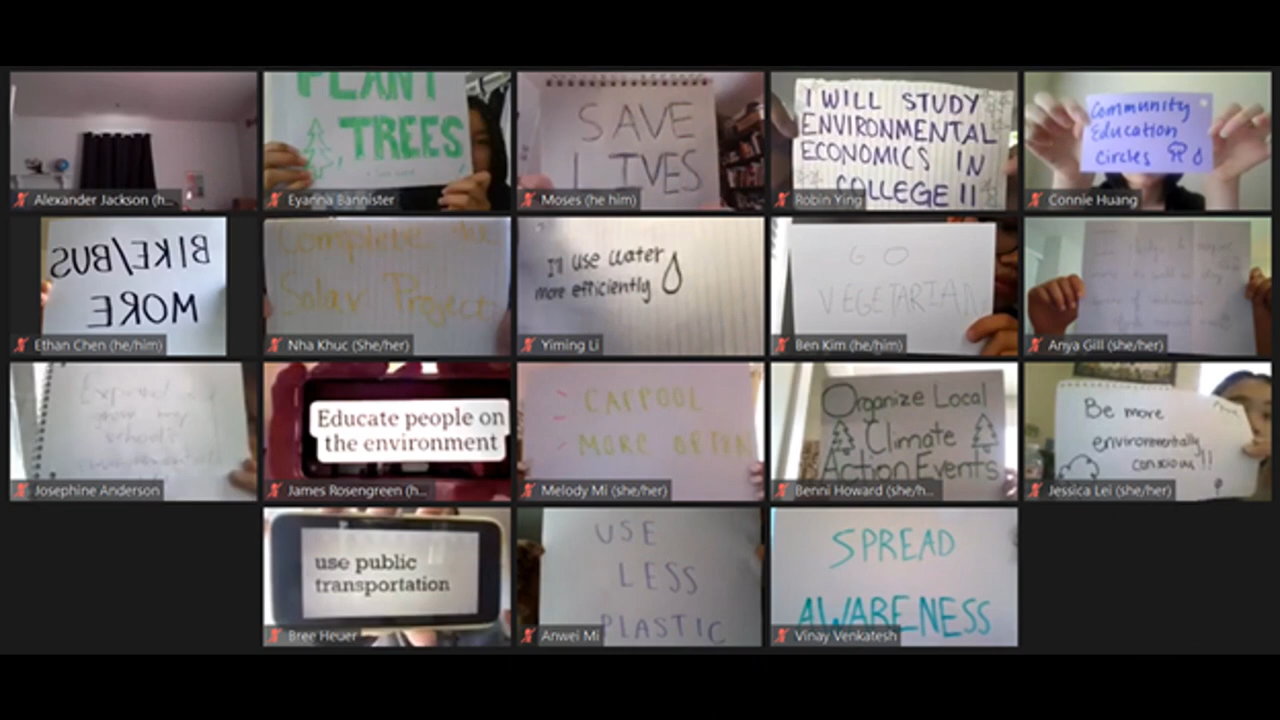 Alexander Jackson (h...
PLANT
TREES
Eyanna Bannister
SAVE
LIVES
Moses (he him)
I WILL STUDY
ENVIRONMENTAL
ECONOMICS IN
COLLEGE !!
Robin Ying
Community
Education
Circles
Connie Huang
BIKE/BUS
MORE
Ethan Chen (he/him)
Complete
Solar Project
Nha Khuc (She/her)
I'll use water
more efficiently
Yiming Li
GO
VEGETARIAN
Ben Kim (he/him)
Anya Gill (she/her)
Josephine Anderson
Educate people on
the environment
James Rosengreen (h...
- CARPOOL
- MORE OFTEN
Melody Mi (she/her)
Organize Local
Climate
Action Events
Benni Howard (she/h...
Be more
environmentally
conscious!!
Jessica Lei (she/her)
use public
transportation
Bree Heuer
USE
LESS
PLASTIC
Anwei Mi
SPREAD
AWARENESS
Vinay Venkatesh